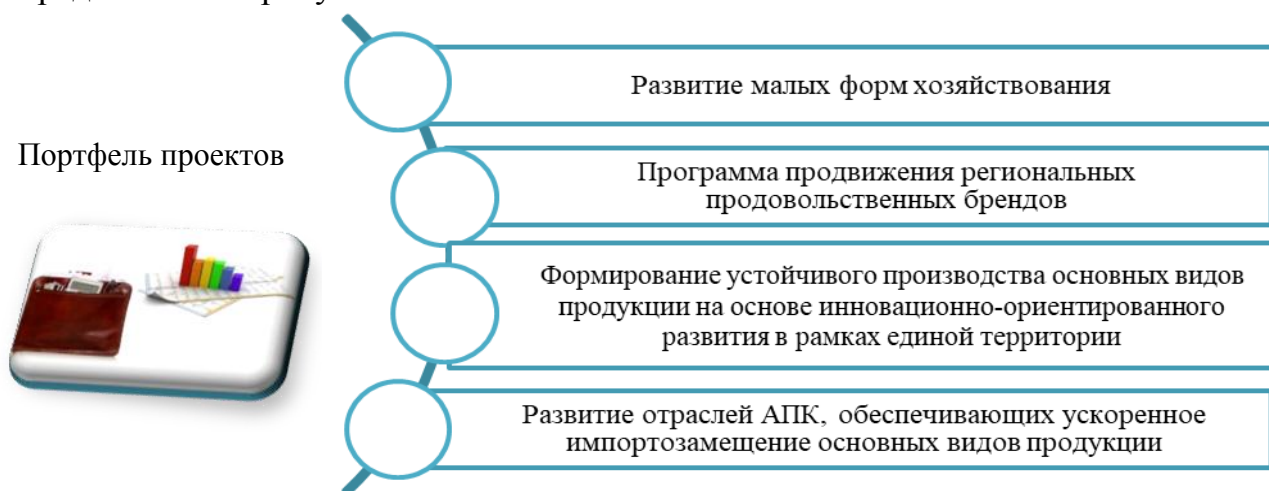 Развитие малых форм хозяйствования
Портфель проектов
Программа продвижения региональных
продовольственных брендов
Формирование устойчивого производства основных видов
продукции на основе инновационно-ориентированного
развития в рамках единой территории
Развитие отраслей АПК, обеспечивающих ускоренное
импортозамещение основных видов продукции